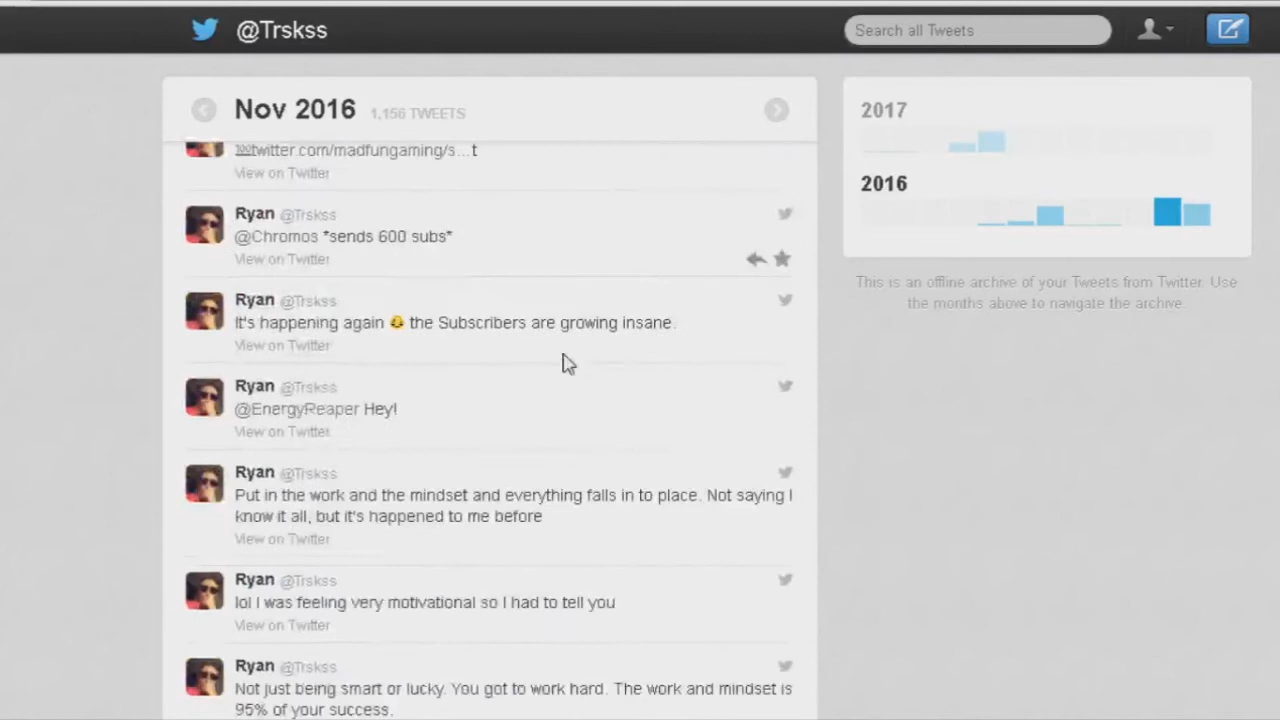 @Trskss
Search all Tweets
Nov 2016 1,156 TWEETS
twitter.com/madfungaming/s…t
View on Twitter
Ryan @Trskss
@Chromos *sends 600 subs*
View on Twitter
Ryan @Trskss
It's happening again 😂 the Subscribers are growing insane.
View on Twitter
Ryan @Trskss
@EnergyReaper Hey!
View on Twitter
Ryan @Trskss
Put in the work and the mindset and everything falls in to place. Not saying I
know it all, but it's happened to me before
View on Twitter
Ryan @Trskss
lol I was feeling very motivational so I had to tell you
View on Twitter
Ryan @Trskss
Not just being smart or lucky. You got to work hard. The work and mindset is
95% of your success.
2017
2016
This is an offline archive of your Tweets from Twitter. Use
the months above to navigate the archive.